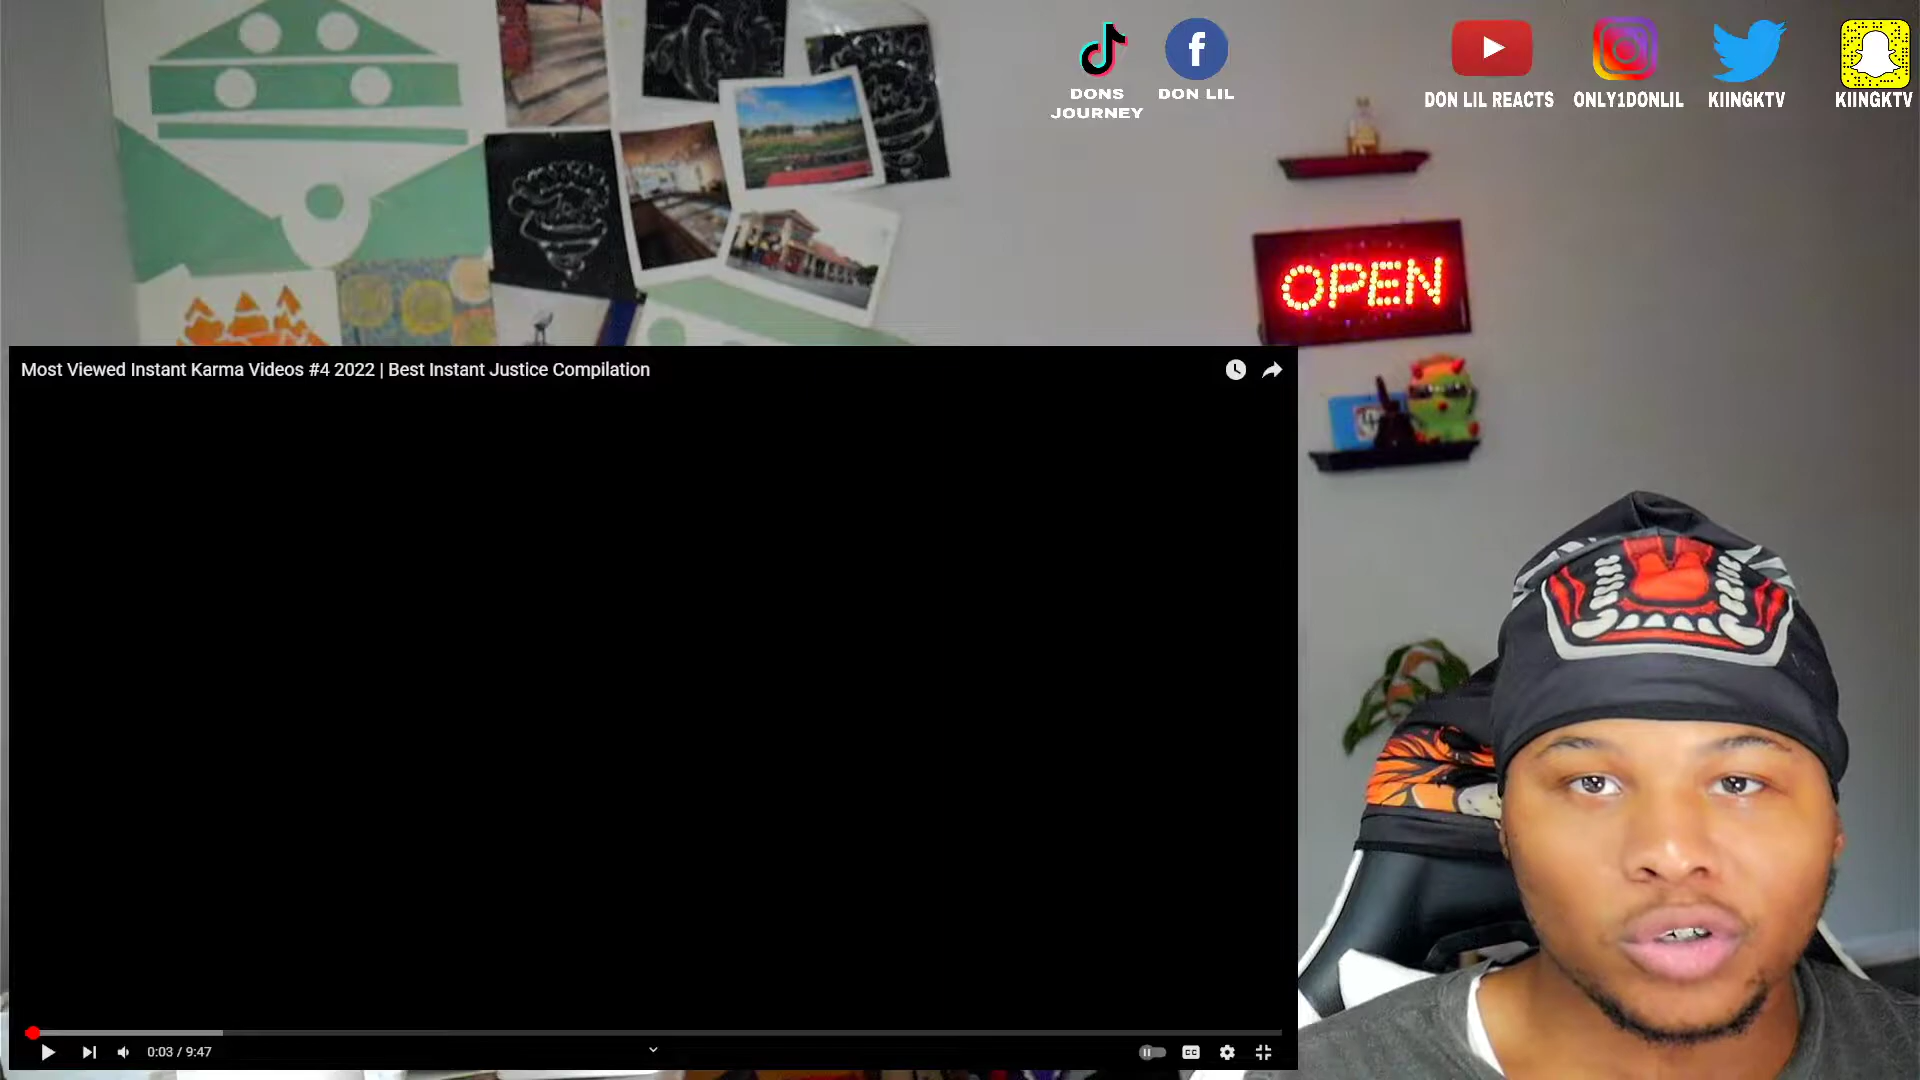 DONS
JOURNEY
DON LIL
DON LIL REACTS
ONLY1DONLIL
KIINGKTV
KIINGKTV
OPEN
Most Viewed Instant Karma Videos #4 2022 | Best Instant Justice Compilation
0:03 / 9:47
CC